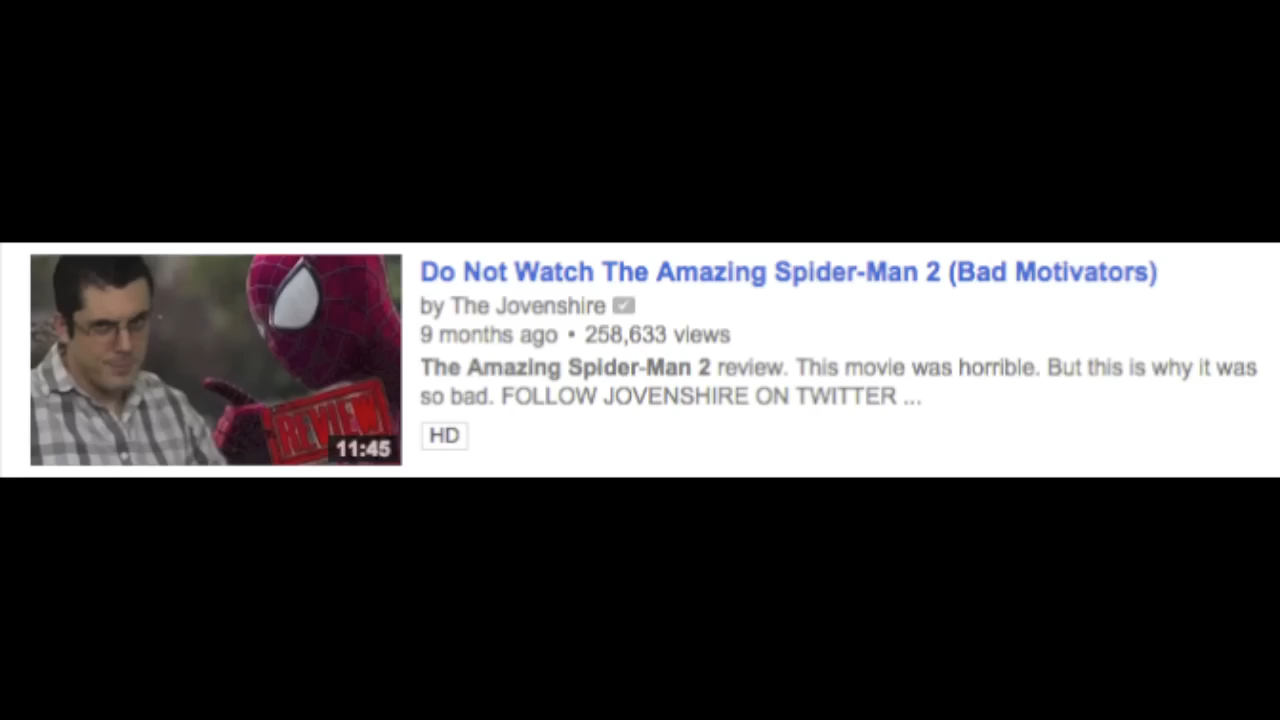 Do Not Watch The Amazing Spider-Man 2 (Bad Motivators)
by The Jovenshire
9 months ago • 258,633 views
The Amazing Spider-Man 2 review. This movie was horrible. But this is why it was
so bad. FOLLOW JOVENSHIRE ON TWITTER ...
HD
REVIEW
11:45